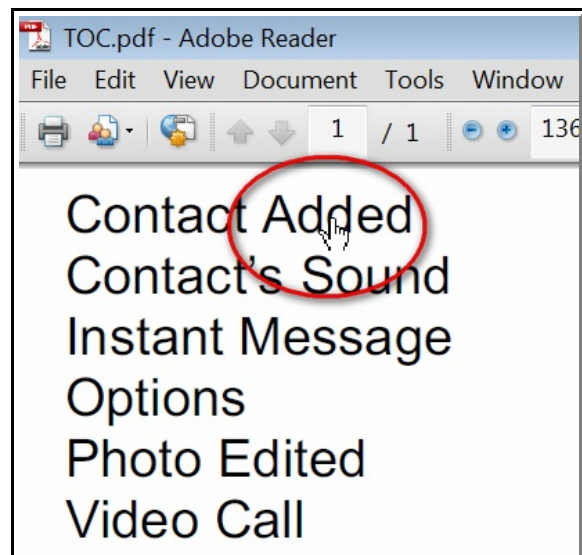 TOC.pdf - Adobe Reader
File Edit View Document Tools Window
1 / 1 136
Contact Added
Contact's Sound
Instant Message
Options
Photo Edited
Video Call